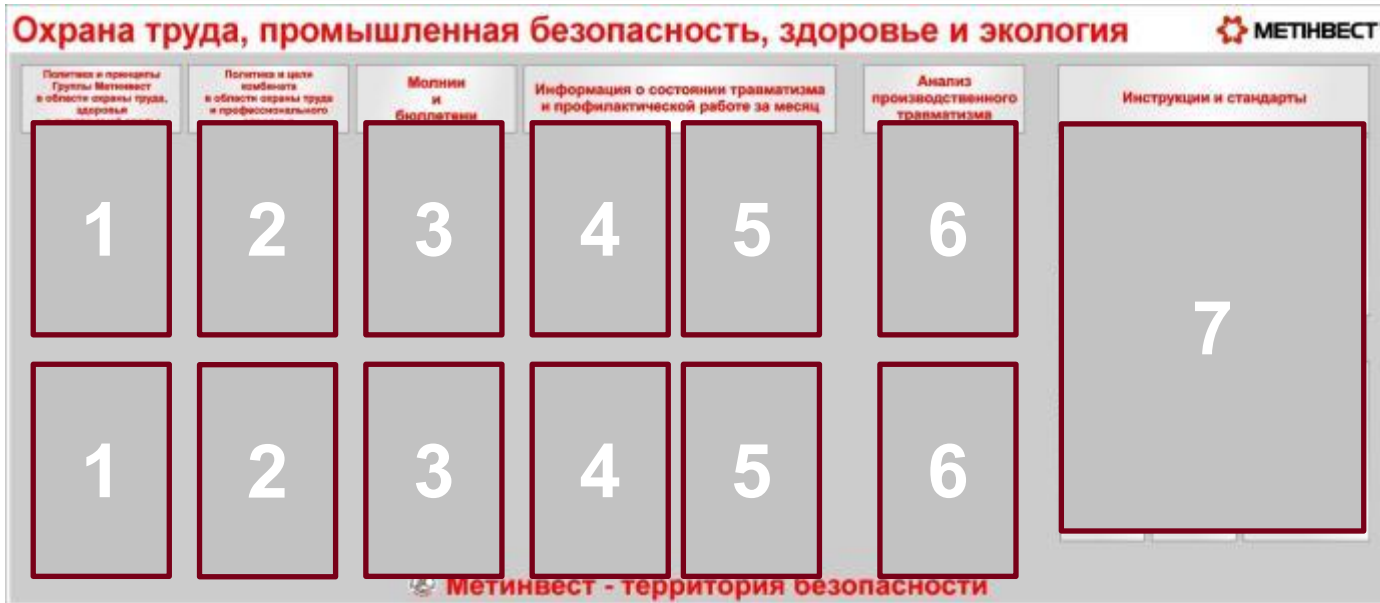 Охрана труда, промышленная безопасность, здоровье и экология
МЕТІНВЕСТ
Политика и принципы
Группы Метинвест
в области охраны труда,
здоровья
Политика и цели
комбината
в области охраны труда
и профессионального
Молнии
и
бюллетени
Информация о состоянии травматизма
и профилактической работе за месяц
Анализ
производственного
травматизма
Инструкции и стандарты
1
2
3
4
5
6
7
1
2
3
4
5
6
Метинвест - территория безопасности